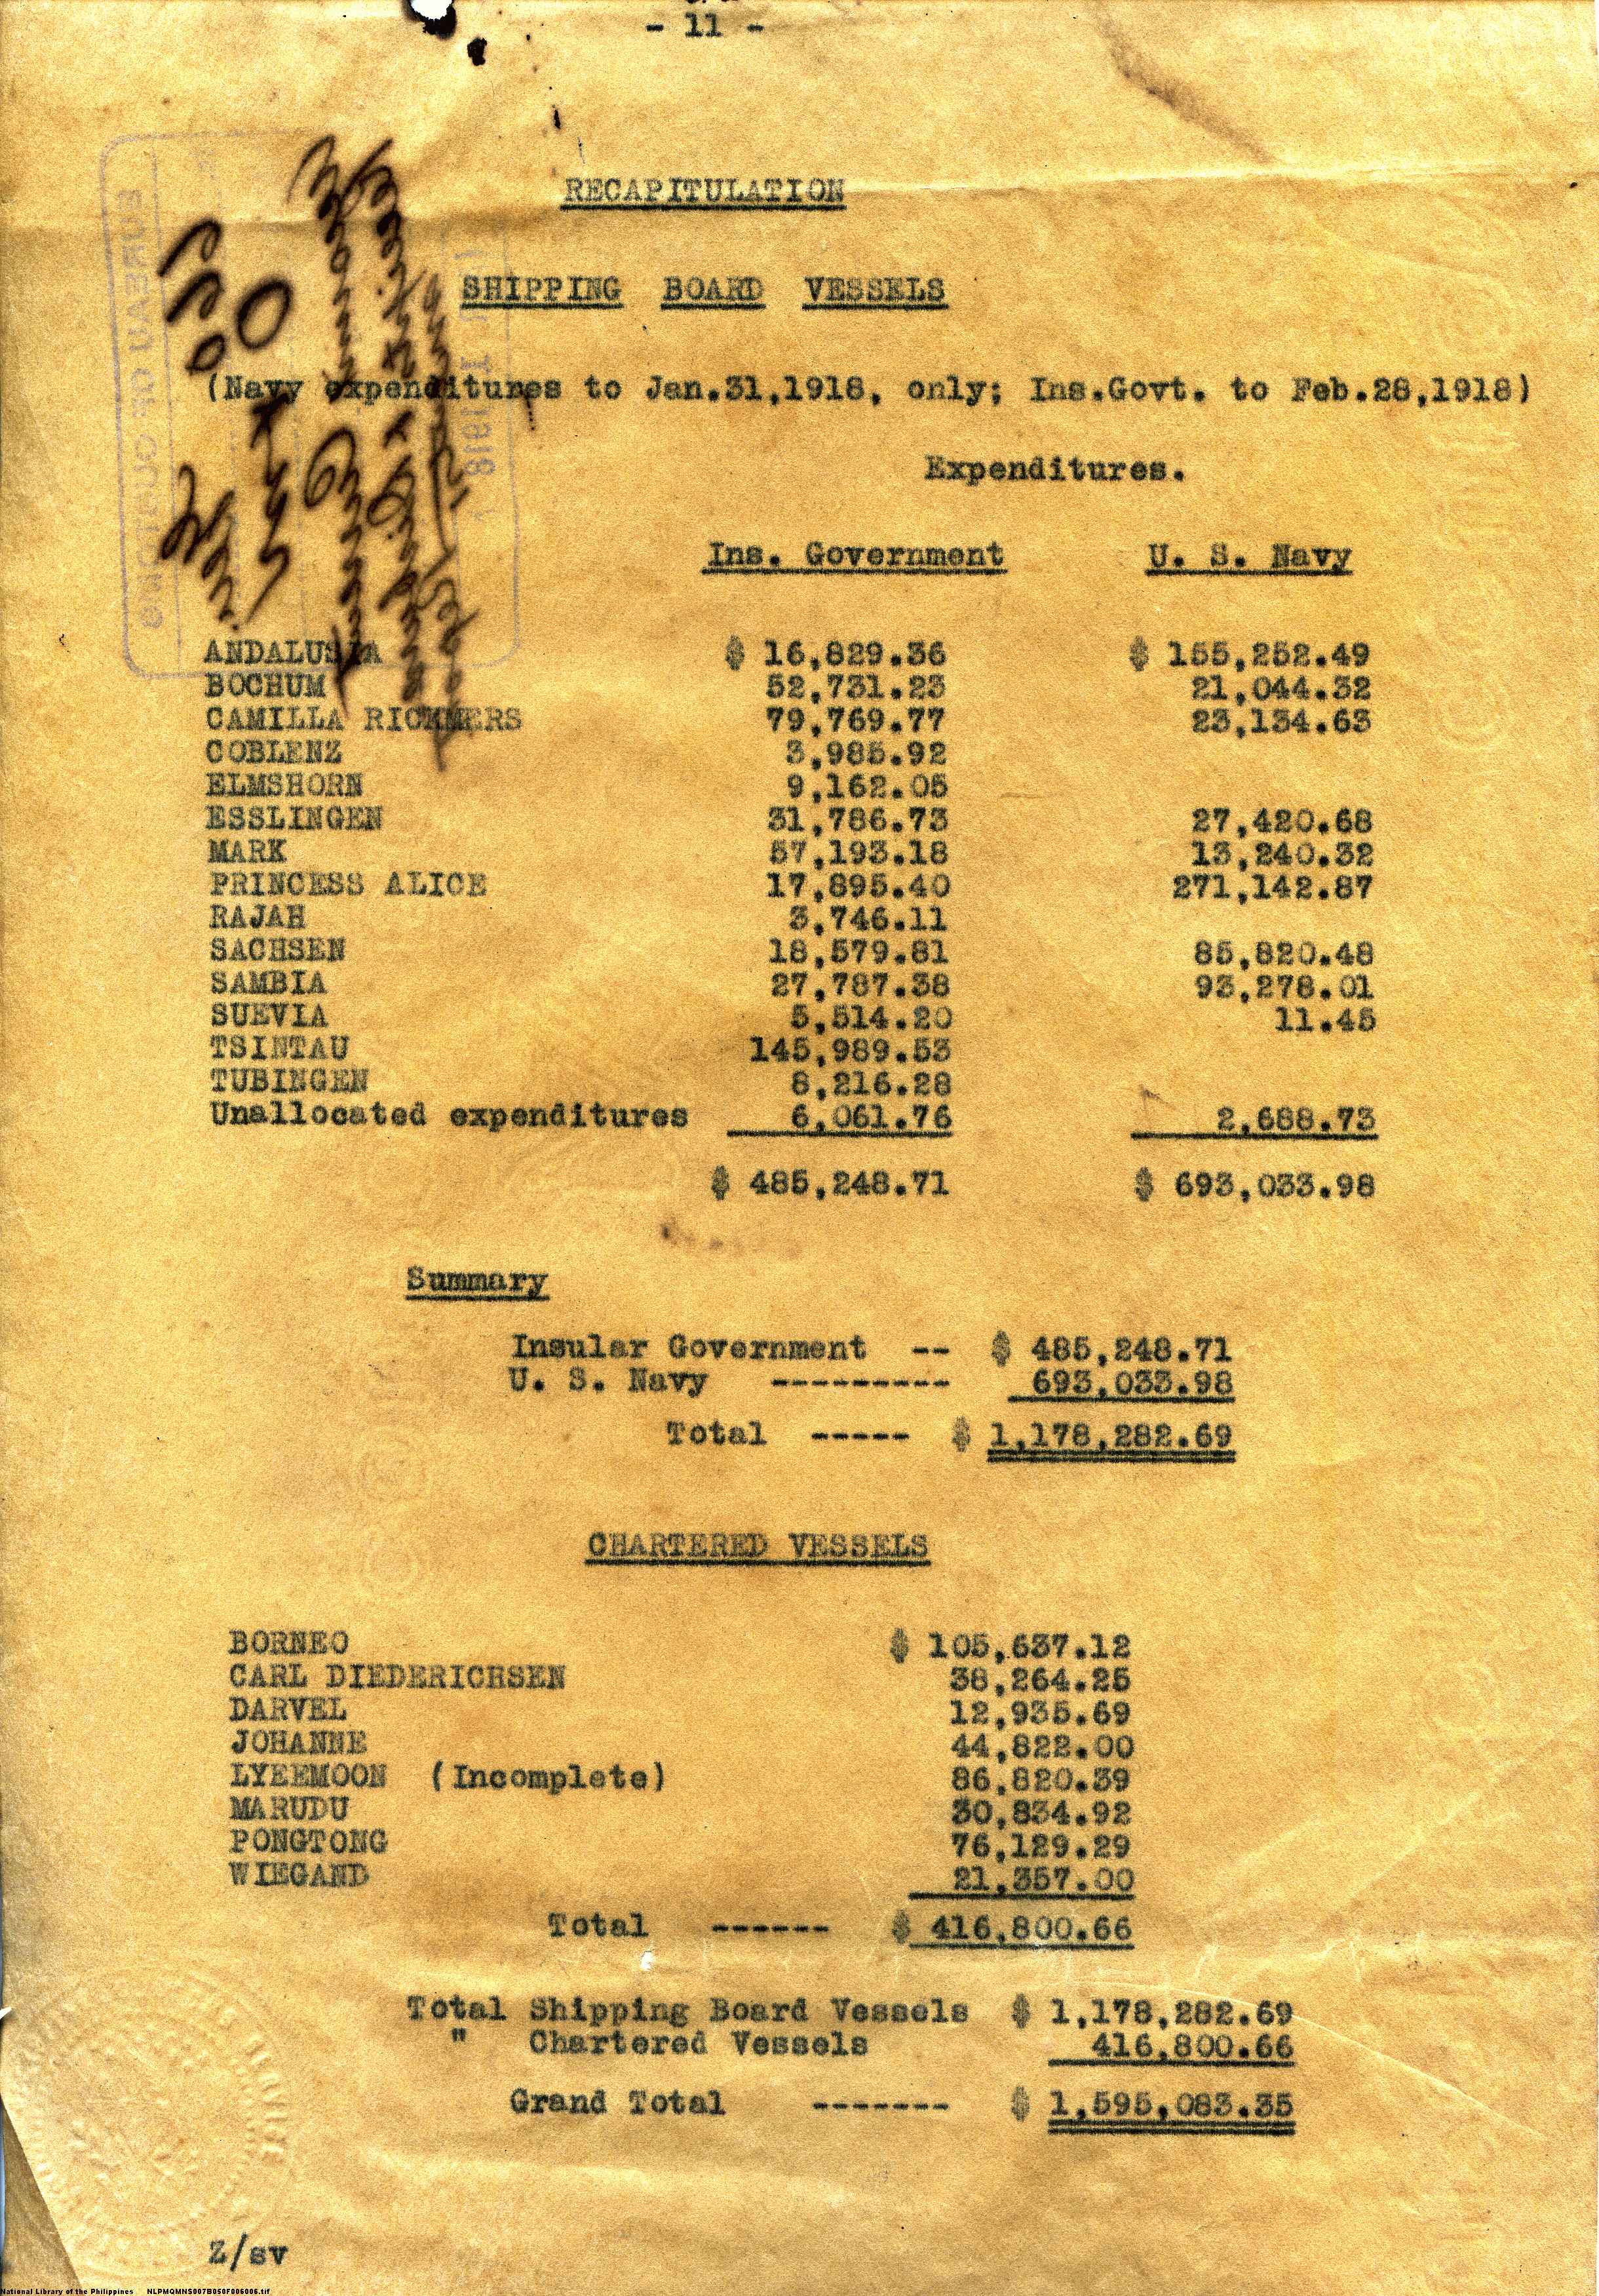 - 11 -
RECAPITULATION
SHIPPING BOARD VESSELS
(Navy expenditures to Jan.31,1918, only; Ins.Govt. to Feb.28,1918)
Expenditures.
Ins. Government U. S. Navy
ANDALUSIA $ 16,829.36 $ 155,252.49
BOCHUM 52,731.23 21,044.32
CAMILLA RICKMERS 79,769.77 23,134.63
COBLENZ 3,985.92
ELMSHORN 9,162.05
ESSLINGEN 31,786.73 27,420.68
MARK 57,193.18 13,240.32
PRINCESS ALICE 17,895.40 271,142.87
RAJAH 3,746.11
SACHSEN 18,579.81 85,820.48
SAMBIA 27,787.38 93,278.01
SUEVIA 5,514.20 11.45
TSINTAU 145,989.53
TUBINGEN 8,216.28
Unallocated expenditures 6,061.76 2,688.73
$ 485,248.71 $ 693,033.98
Summary
Insular Government -- $ 485,248.71
U. S. Navy --------- 693,033.98
Total ----- $ 1,178,282.69
CHARTERED VESSELS
BORNEO $ 105,637.12
CARL DIEDERICHSEN 38,264.25
DARVEL 12,935.69
JOHANNE 44,822.00
LYEEMOON (Incomplete) 86,820.39
MARUDU 30,834.92
PONGTONG 76,129.29
WIEGAND 21,357.00
Total ------ $ 416,800.66
Total Shipping Board Vessels $ 1,178,282.69
" Chartered Vessels 416,800.66
Grand Total ------- $ 1,595,083.35
Z/sv
National Library of the Philippines NLPMQMNS007B050F006006.tif